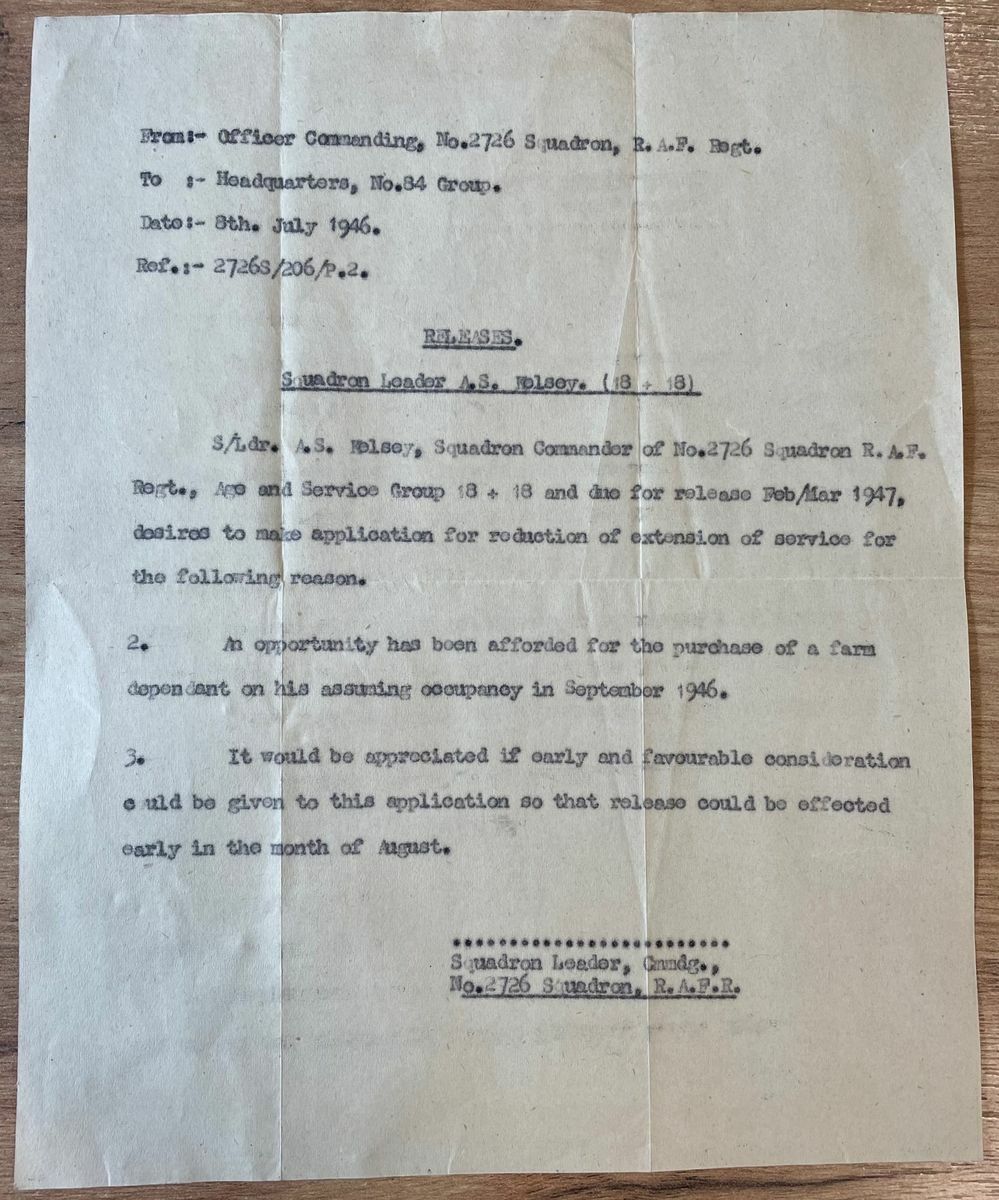 From:- Officer Commanding, No.2726 Squadron, R.A.F. Regt.
To :- Headquarters, No.84 Group.
Date:- 8th. July 1946.
Ref.:- 2726S/206/P.2.
RELEASES.
Squadron Leader A.S. Kelsey. (18 + 18)
S/Ldr. A.S. Kelsey, Squadron Commander of No.2726 Squadron R.A.F.
Regt., Age and Service Group 18 + 18 and due for release Feb/Mar 1947,
desires to make application for reduction of extension of service for
the following reason.
2. An opportunity has been afforded for the purchase of a farm
dependant on his assuming occupancy in September 1946.
3. It would be appreciated if early and favourable consideration
could be given to this application so that release could be effected
early in the month of August.
..........................
Squadron Leader, Cmmdg.,
No.2726 Squadron, R.A.F.R.